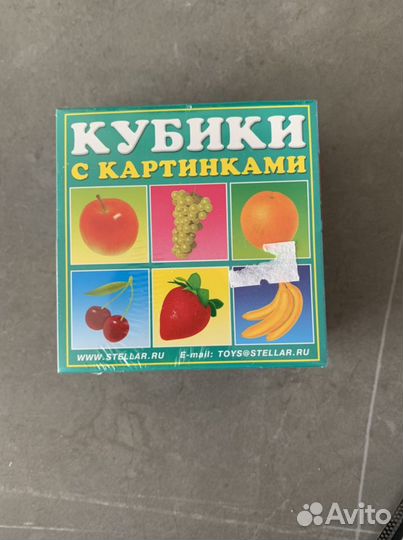 КУБИКИ
С КАРТИНКАМИ
WWW.STELLAR.RU E-mail: TOYS@STELLAR.RU
Avito